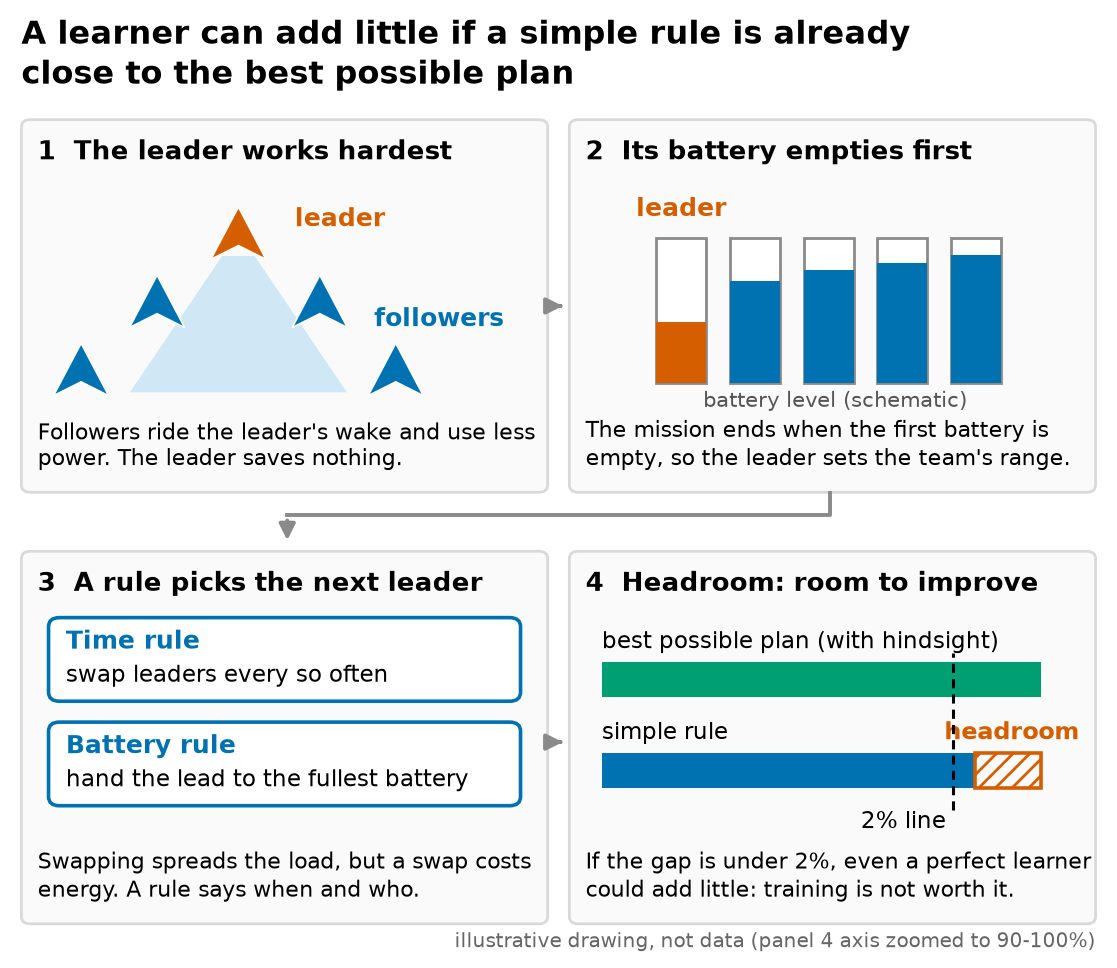 A learner can add little if a simple rule is already
close to the best possible plan
1 The leader works hardest
leader
followers
Followers ride the leader's wake and use less
power. The leader saves nothing.
2 Its battery empties first
leader
battery level (schematic)
The mission ends when the first battery is
empty, so the leader sets the team's range.
3 A rule picks the next leader
Time rule
swap leaders every so often
Battery rule
hand the lead to the fullest battery
Swapping spreads the load, but a swap costs
energy. A rule says when and who.
4 Headroom: room to improve
best possible plan (with hindsight)
simple rule
headroom
2% line
If the gap is under 2%, even a perfect learner
could add little: training is not worth it.
illustrative drawing, not data (panel 4 axis zoomed to 90-100%)